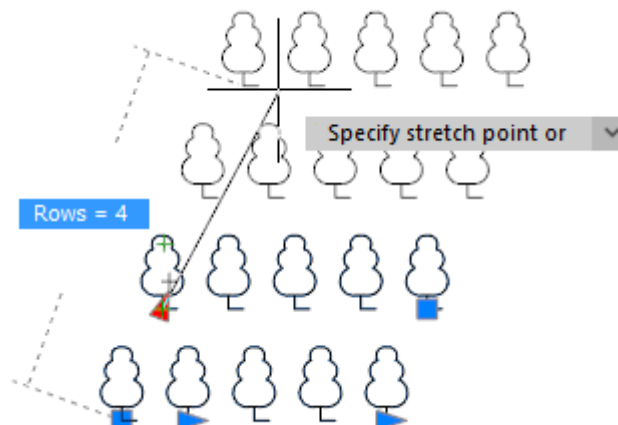 Specify stretch point or
Rows = 4